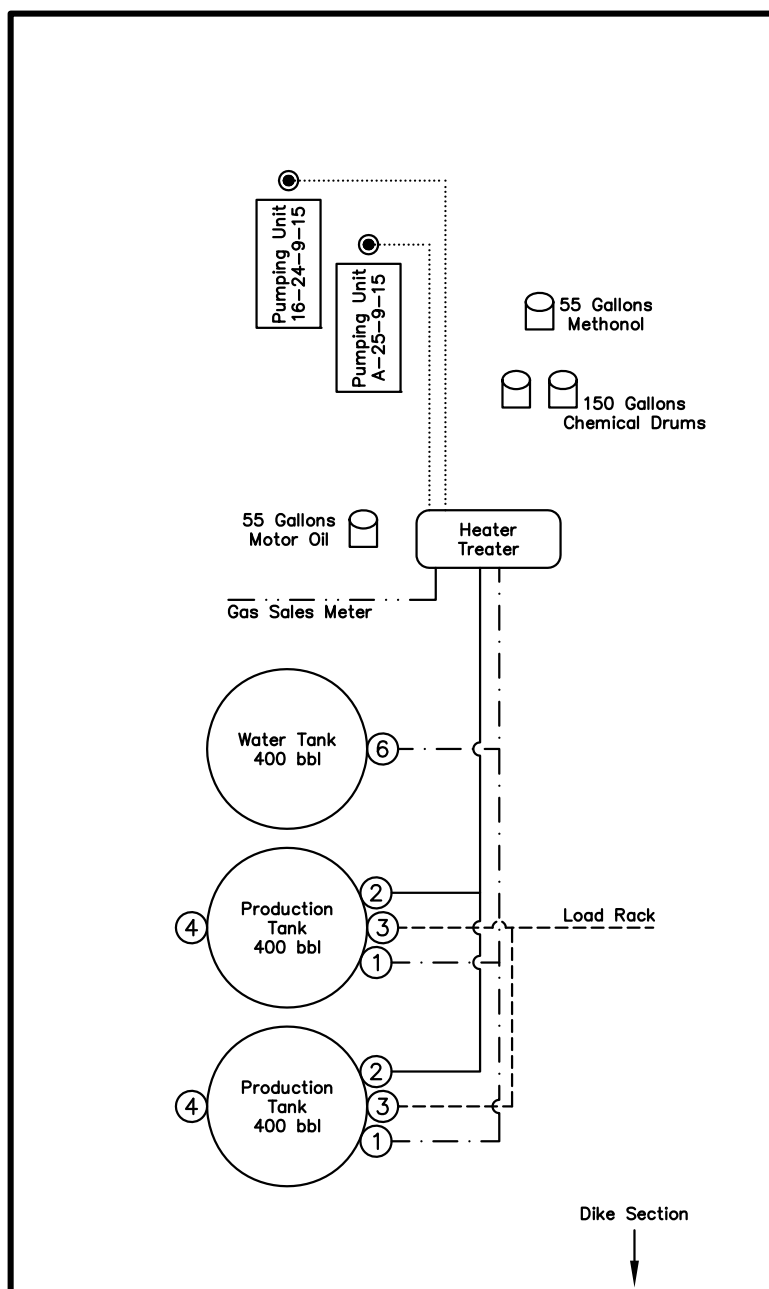 Pumping Unit
16-24-9-15
Pumping Unit
A-25-9-15
55 Gallons
Methonol
150 Gallons
Chemical Drums
55 Gallons
Motor Oil
Heater
Treater
Gas Sales Meter
Water Tank
400 bbl
6
Production
Tank
400 bbl
4
2
3
1
Load Rack
Production
Tank
400 bbl
4
2
3
1
Dike Section